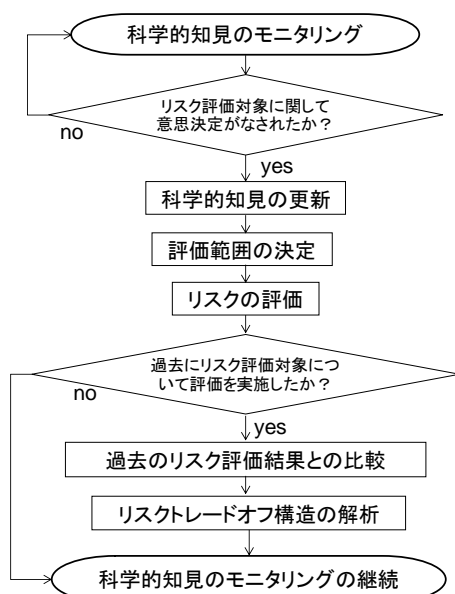 科学的知見のモニタリング
リスク評価対象に関して
意思決定がなされたか？
no
yes
科学的知見の更新
評価範囲の決定
リスクの評価
過去にリスク評価対象につ
いて評価を実施したか？
no
yes
過去のリスク評価結果との比較
リスクトレードオフ構造の解析
科学的知見のモニタリングの継続